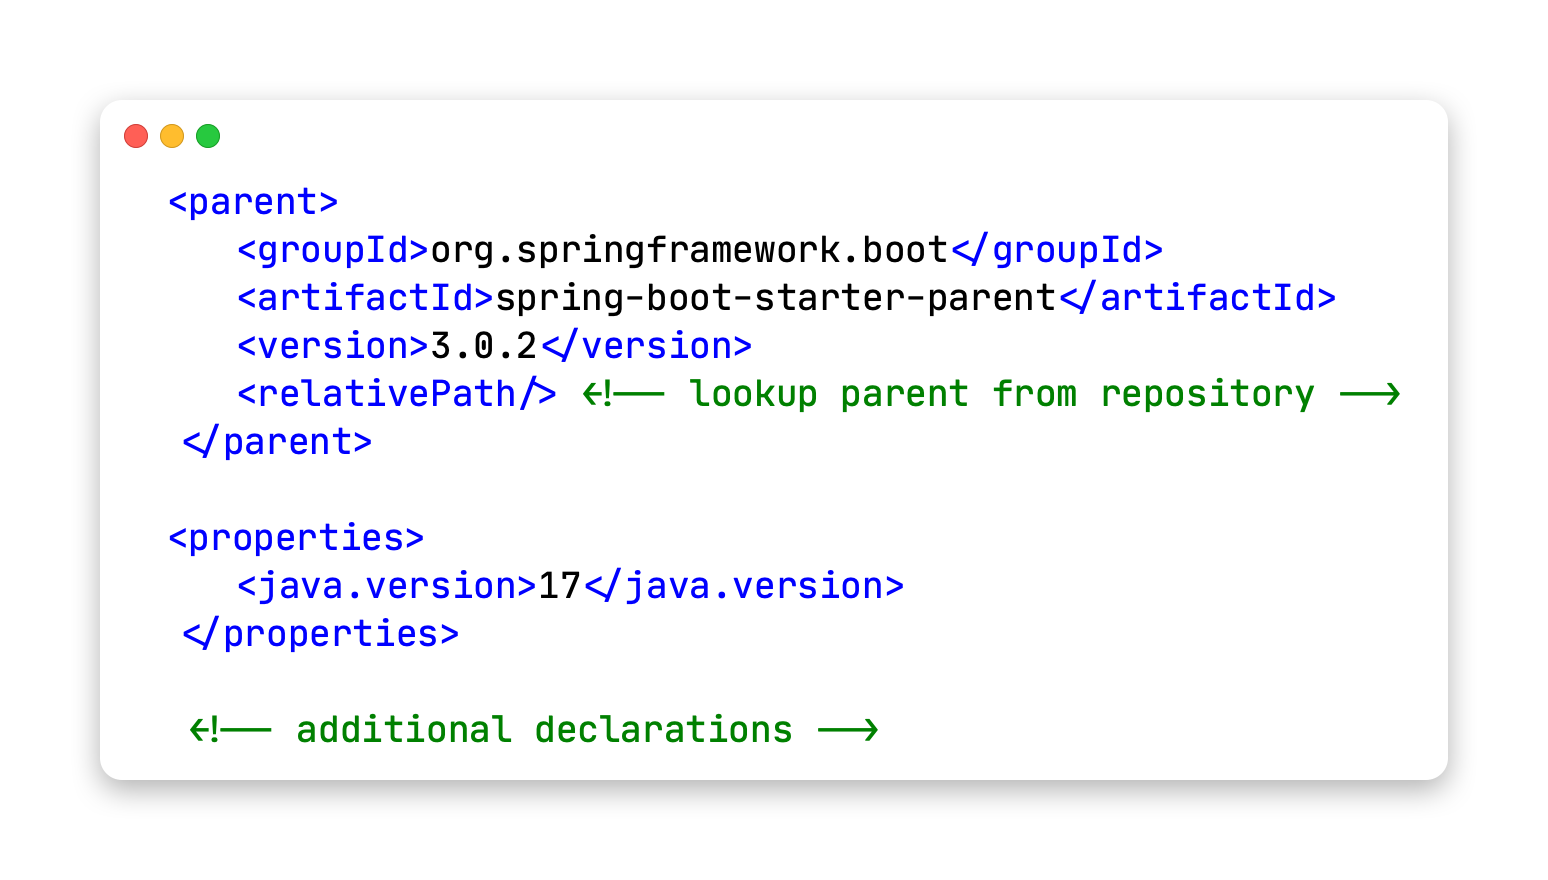 <parent>
<groupId>org.springframework.boot</groupId>
<artifactId>spring-boot-starter-parent</artifactId>
<version>3.0.2</version>
<relativePath/> <!-- lookup parent from repository -->
</parent>
<properties>
<java.version>17</java.version>
</properties>
<!-- additional declarations -->